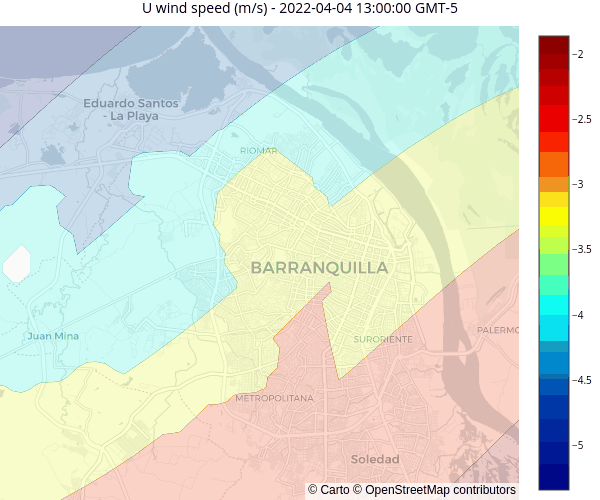 U wind speed (m/s) - 2022-04-04 13:00:00 GMT-5
Eduardo Santos
- La Playa
RIOMAR
BARRANQUILLA
Juan Mina
SURORIENTE
PALERMO
METROPOLITANA
Soledad
© Carto © OpenStreetMap contributors
−2
−2.5
−3
−3.5
−4
−4.5
−5